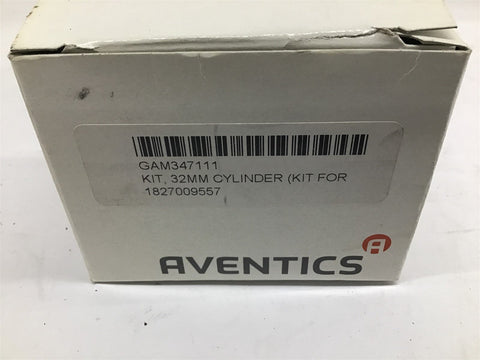 GAM347111
KIT, 32MM CYLINDER (KIT FOR
1827009557
AVENTICS
A